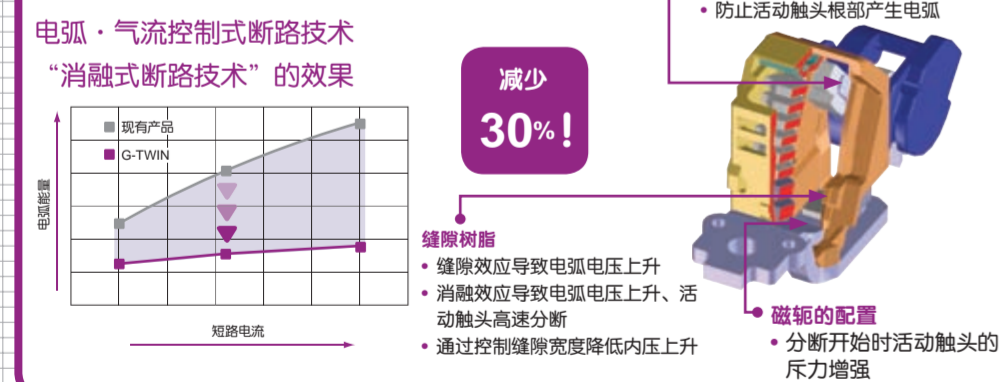 • 防止活动触头根部产生电弧
电弧・气流控制式断路技术
“消融式断路技术”的效果
减少
30%!
现有产品
G-TWIN
电弧能量
短路电流
缝隙树脂
• 缝隙效应导致电弧电压上升
• 消融效应导致电弧电压上升、活
动触头高速分断
• 通过控制缝隙宽度降低内压上升
磁轭的配置
• 分断开始时活动触头的
斥力增强